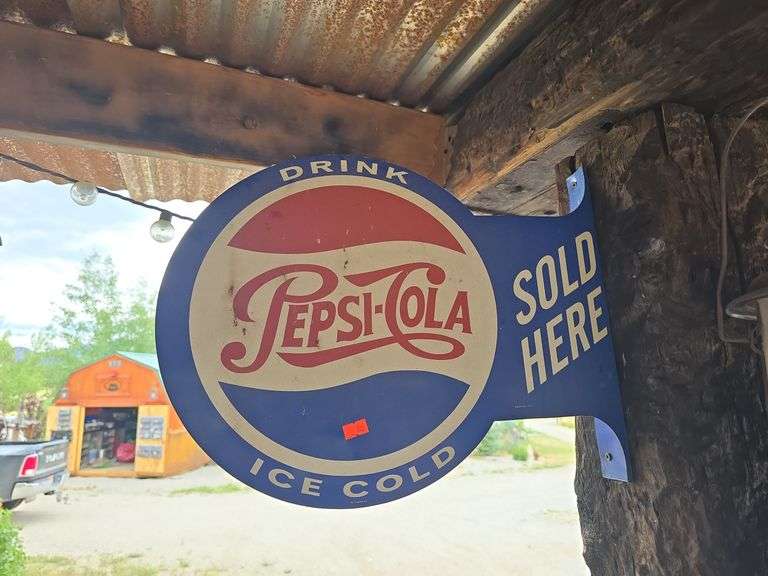 DRINK
PEPSI-COLA
ICE COLD
SOLD
HERE